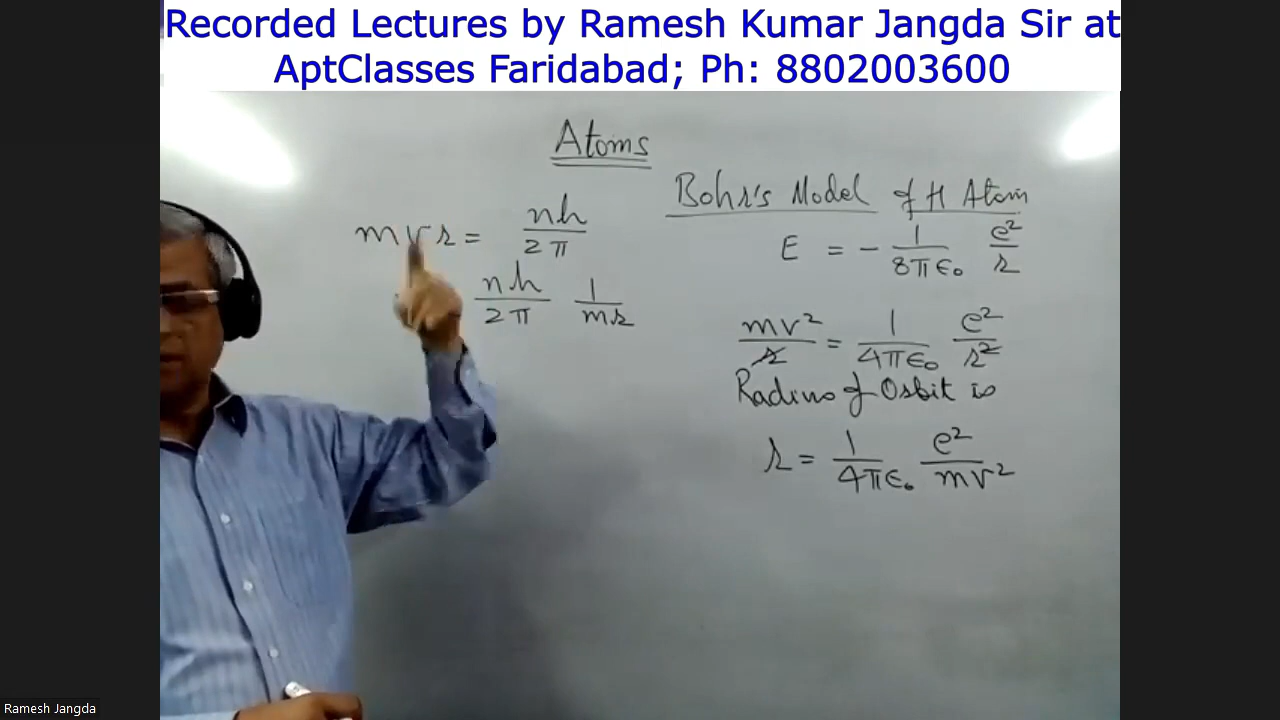 Recorded Lectures by Ramesh Kumar Jangda Sir at
AptClasses Faridabad; Ph: 8802003600
Atoms
Bohr's Model of H Atom
mvr = nh/2π
nh/2π 1/mr
E = - 1/8πε₀ e²/r
mv²/r = 1/4πε₀ e²/r²
Radius of Orbit is
r = 1/4πε₀ e²/mv²
Ramesh Jangda